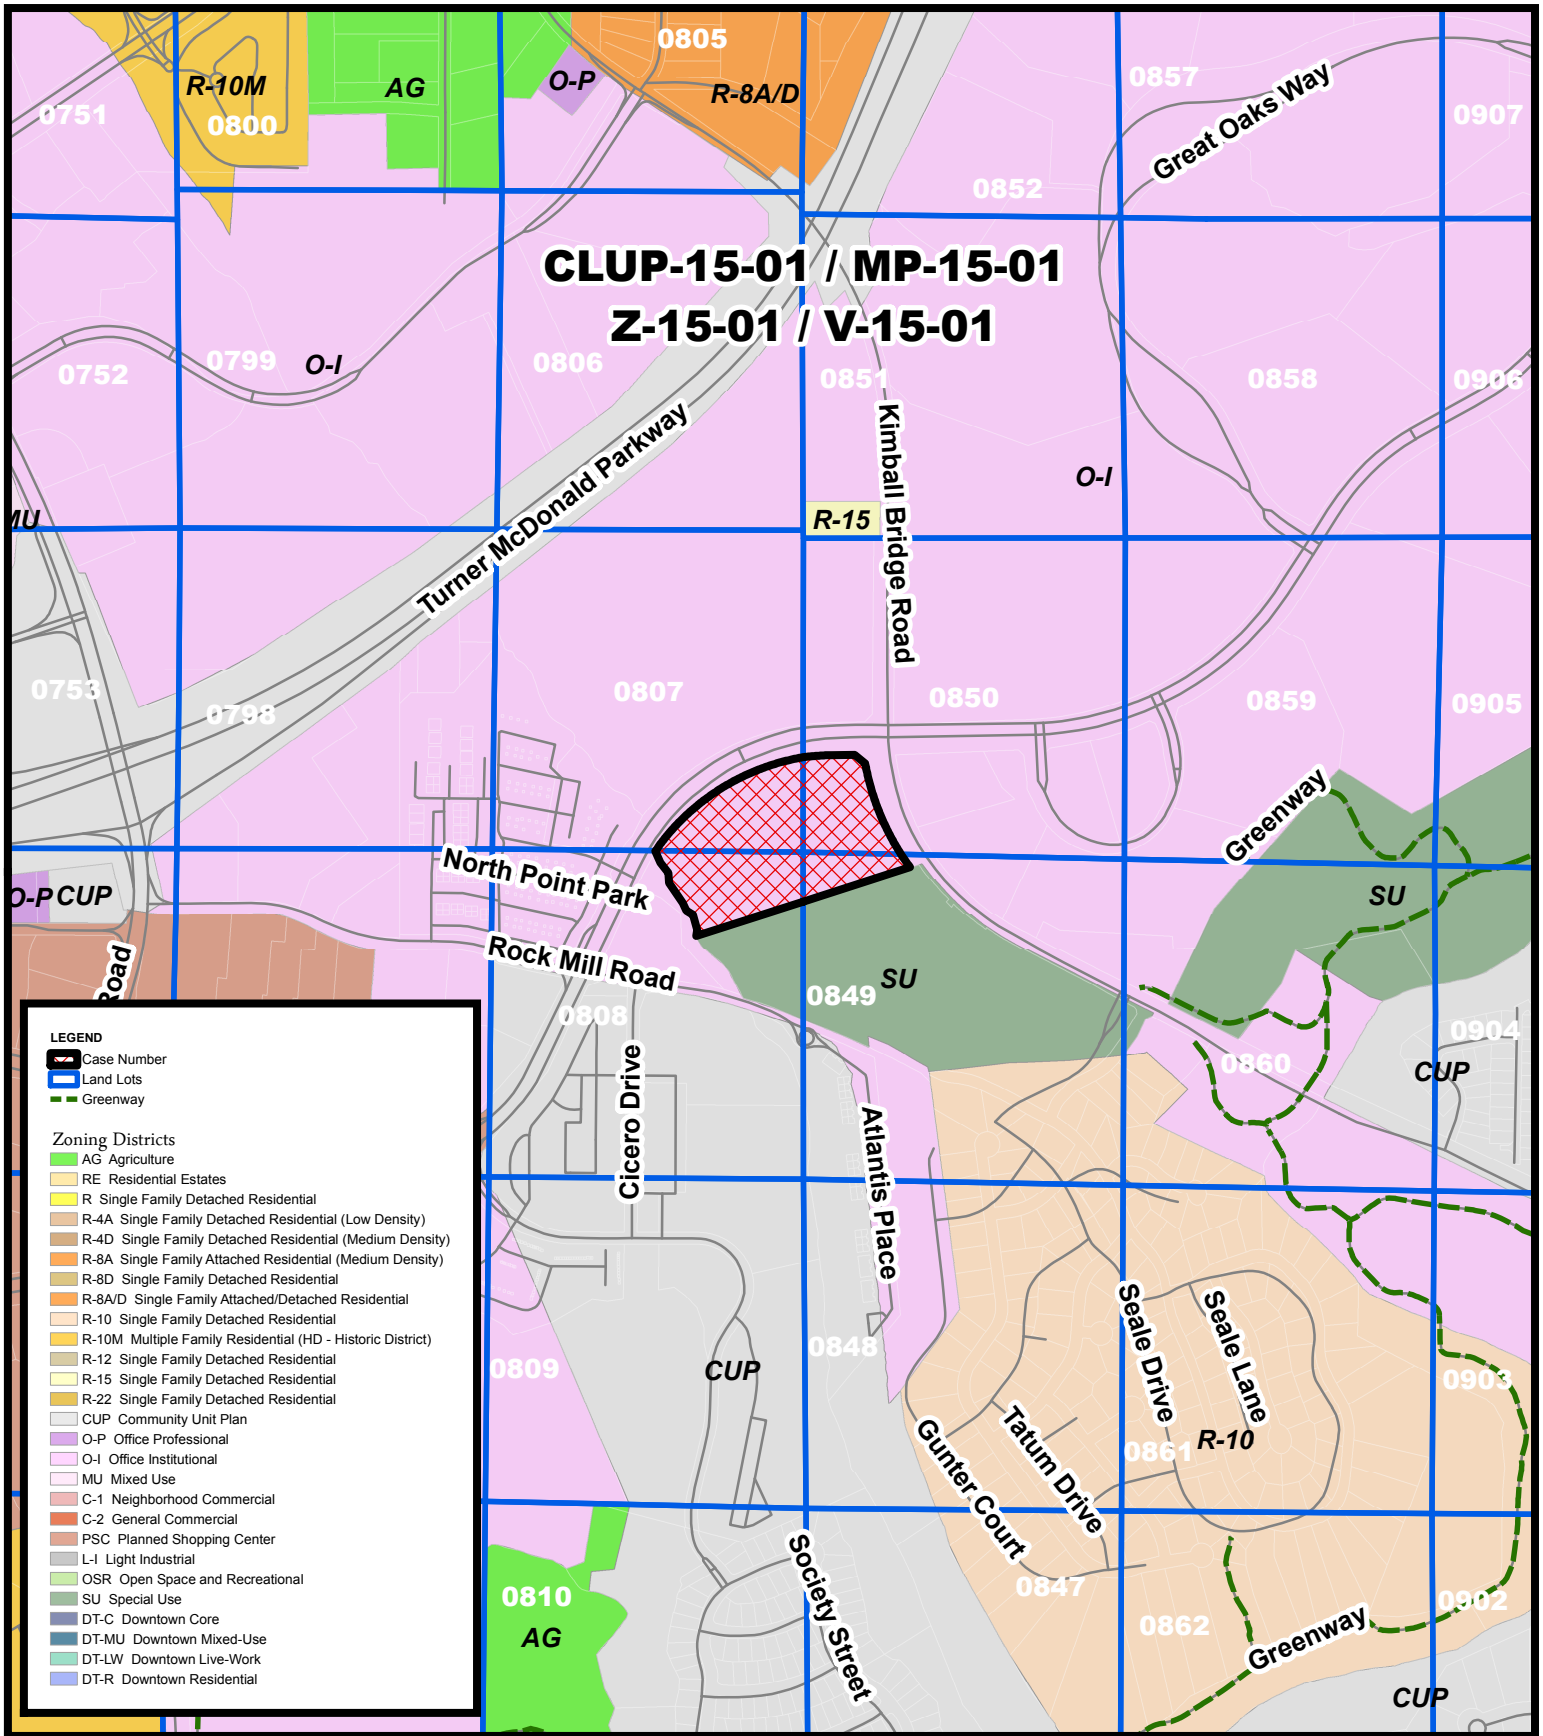 0805
0857
R-10M
AG
O-P
R-8A/D
Great Oaks Way
0751
0800
0907
0852
CLUP-15-01 / MP-15-01
Z-15-01 / V-15-01
0752
0799
O-I
0806
0851
0858
0906
Turner McDonald Parkway
Kimball Bridge Road
O-I
MU
R-15
0753
0798
0807
0850
0859
0905
Greenway
North Point Park
O-P
CUP
SU
Rock Mill Road
SU
0849
Road
0808
0904
0860
CUP
Cicero Drive
Atlantis Place
Seale Drive
Seale Lane
0848
0809
CUP
0903
Gunter Court
Tatum Drive
0861
R-10
Society Street
0810
0847
0862
0902
AG
Greenway
CUP
LEGEND
Case Number
Land Lots
Greenway
Zoning Districts
AG Agriculture
RE Residential Estates
R Single Family Detached Residential
R-4A Single Family Detached Residential (Low Density)
R-4D Single Family Detached Residential (Medium Density)
R-8A Single Family Attached Residential (Medium Density)
R-8D Single Family Detached Residential
R-8A/D Single Family Attached/Detached Residential
R-10 Single Family Detached Residential
R-10M Multiple Family Residential (HD - Historic District)
R-12 Single Family Detached Residential
R-15 Single Family Detached Residential
R-22 Single Family Detached Residential
CUP Community Unit Plan
O-P Office Professional
O-I Office Institutional
MU Mixed Use
C-1 Neighborhood Commercial
C-2 General Commercial
PSC Planned Shopping Center
L-I Light Industrial
OSR Open Space and Recreational
SU Special Use
DT-C Downtown Core
DT-MU Downtown Mixed-Use
DT-LW Downtown Live-Work
DT-R Downtown Residential